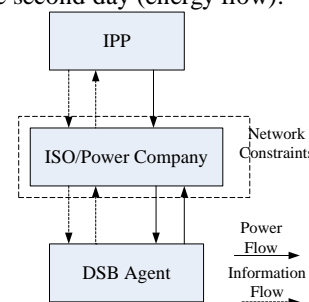 e second day (energy flow).
IPP
Network
Constraints
ISO/Power Company
Power
Flow
DSB Agent
Information
Flow